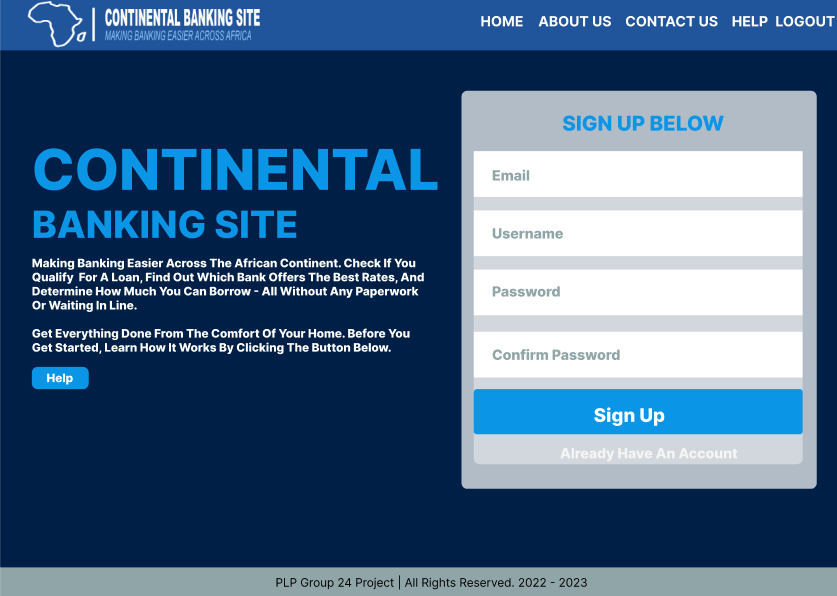 CONTINENTAL BANKING SITE
MAKING BANKING EASIER ACROSS AFRICA
HOME ABOUT US CONTACT US HELP LOGOUT
CONTINENTAL
BANKING SITE
Making Banking Easier Across The African Continent. Check If You
Qualify For A Loan, Find Out Which Bank Offers The Best Rates, And
Determine How Much You Can Borrow - All Without Any Paperwork
Or Waiting In Line.
Get Everything Done From The Comfort Of Your Home. Before You
Get Started, Learn How It Works By Clicking The Button Below.
Help
SIGN UP BELOW
Email
Username
Password
Confirm Password
Sign Up
Already Have An Account
PLP Group 24 Project | All Rights Reserved. 2022 - 2023